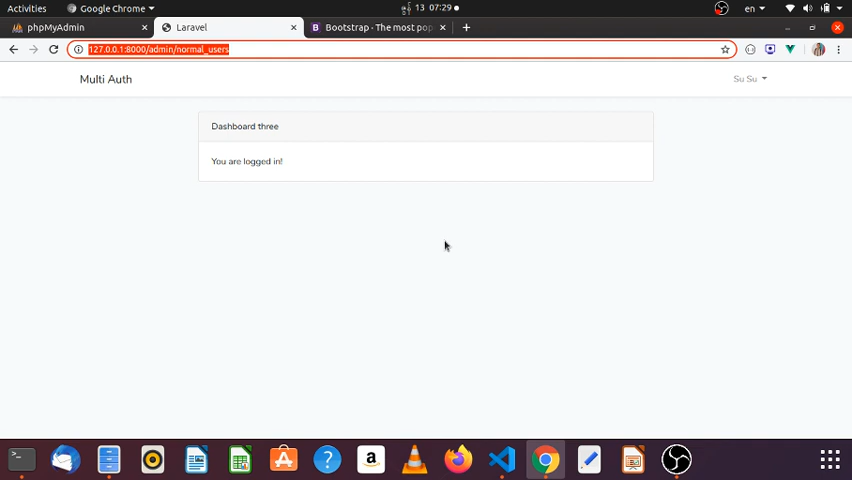 Activities
Google Chrome
13 07:29
en
phpMyAdmin
Laravel
Bootstrap · The most pop
127.0.0.1:8000/admin/normal_users
Multi Auth
Su Su
Dashboard three
You are logged in!